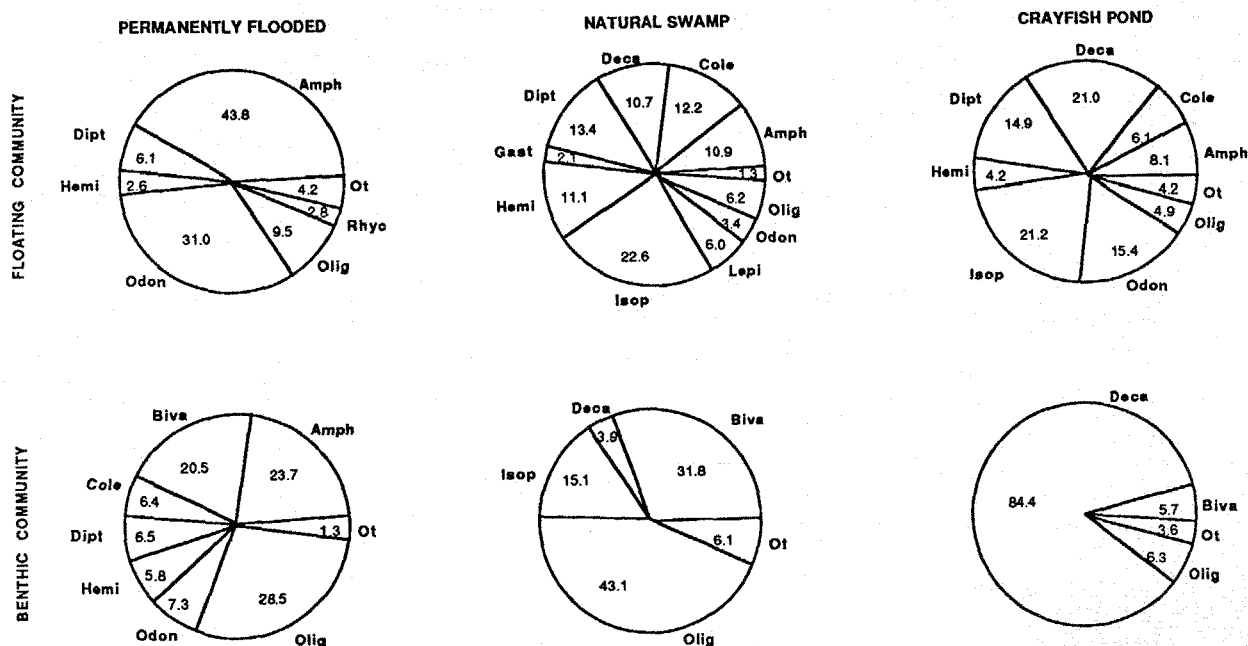 PERMANENTLY FLOODED
NATURAL SWAMP
CRAYFISH POND
FLOATING COMMUNITY
Amph
43.8
Dipt
6.1
Hemi
2.6
Odon
31.0
9.5
Olig
2.8
Rhyc
4.2
Ot
Deca
10.7
Cole
12.2
Amph
10.9
Ot
1.3
Olig
6.2
Odon
3.4
Lepi
6.0
Isop
22.6
Hemi
11.1
Gast
2.1
Dipt
13.4
Deca
21.0
Cole
6.1
Amph
8.1
Ot
4.2
Olig
4.9
Odon
15.4
Isop
21.2
Hemi
4.2
Dipt
14.9
BENTHIC COMMUNITY
Biva
20.5
Amph
23.7
Ot
1.3
Olig
28.5
Odon
7.3
Hemi
5.8
Dipt
6.5
Cole
6.4
Deca
3.9
Biva
31.8
Ot
6.1
Olig
43.1
Isop
15.1
Deca
84.4
Biva
5.7
Ot
3.6
Olig
6.3